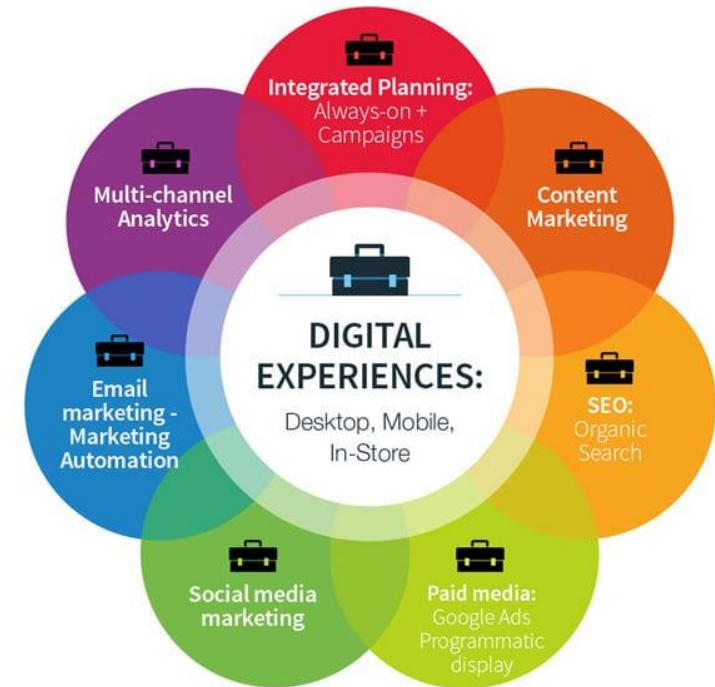 Integrated Planning:
Always-on +
Campaigns
Content
Marketing
SEO:
Organic
Search
Paid media:
Google Ads
Programmatic
display
Social media
marketing
Email
marketing -
Marketing
Automation
Multi-channel
Analytics
DIGITAL
EXPERIENCES:
Desktop, Mobile,
In-Store